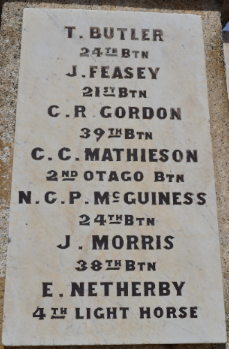 T. BUTLER
24TH BTN
J. FEASEY
21ST BTN
C. R. GORDON
39TH BTN
C. C. MATHIESON
2ND OTAGO BTN
N. G. P. McGUINESS
24TH BTN
J. MORRIS
38TH BTN
E. NETHERBY
4TH LIGHT HORSE